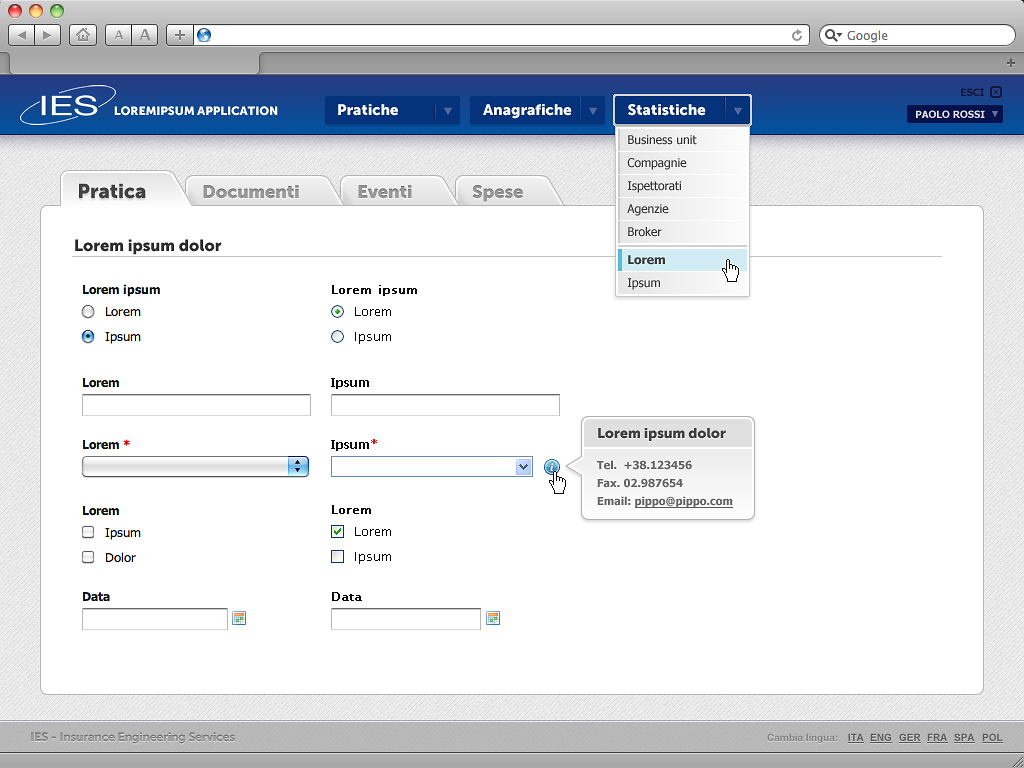 A A
Google
IES LOREMIPSUM APPLICATION
Pratiche
Anagrafiche
Statistiche
ESCI
PAOLO ROSSI
Business unit
Compagnie
Ispettorati
Agenzie
Broker
Lorem
Ipsum
Pratica
Documenti
Eventi
Spese
Lorem ipsum dolor
Lorem ipsum
Lorem
Ipsum
Lorem ipsum
Lorem
Ipsum
Lorem
Ipsum
Lorem *
Ipsum*
i
Lorem ipsum dolor
Tel. +38.123456
Fax. 02.987654
Email: pippo@pippo.com
Lorem
Ipsum
Dolor
Lorem
Lorem
Ipsum
Data
Data
IES - Insurance Engineering Services
Cambia lingua: ITA ENG GER FRA SPA POL